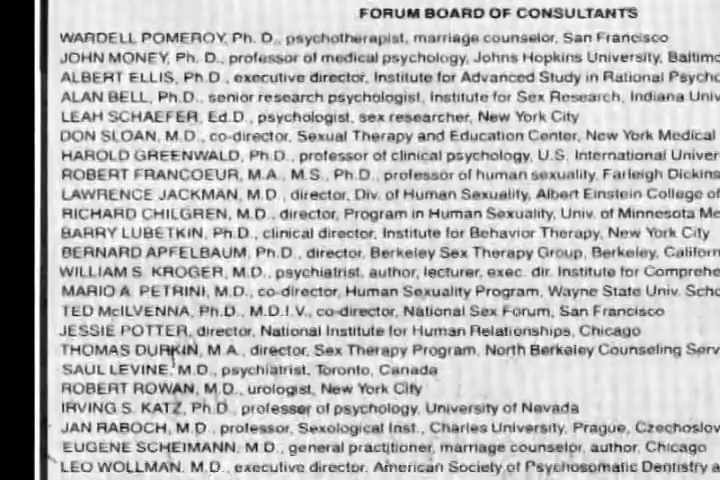 FORUM BOARD OF CONSULTANTS
WARDELL POMEROY, Ph. D., psychotherapist, marriage counselor, San Francisco
JOHN MONEY, Ph. D., professor of medical psychology, Johns Hopkins University, Baltimo
ALBERT ELLIS, Ph.D., executive director, Institute for Advanced Study in Rational Psycho
ALAN BELL, Ph.D., senior research psychologist, Institute for Sex Research, Indiana Univ
LEAH SCHAEFER, Ed.D., psychologist, sex researcher, New York City
DON SLOAN, M.D., co-director, Sexual Therapy and Education Center, New York Medical
HAROLD GREENWALD, Ph.D., professor of clinical psychology, U.S. International Univer
ROBERT FRANCOEUR, M.A., M.S., Ph.D., professor of human sexuality, Farleigh Dickins
LAWRENCE JACKMAN, M.D., director, Div. of Human Sexuality, Albert Einstein College of
RICHARD CHILGREN, M.D., director, Program in Human Sexuality, Univ. of Minnesota Me
BARRY LUBETKIN, Ph.D., clinical director, Institute for Behavior Therapy, New York City
BERNARD APFELBAUM, Ph.D., director, Berkeley Sex Therapy Group, Berkeley, Californ
WILLIAM S. KROGER, M.D., psychiatrist, author, lecturer, exec. dir. Institute for Comprehe
MARIO A. PETRINI, M.D., co-director, Human Sexuality Program, Wayne State Univ. Scho
TED McILVENNA, Ph.D., M.D.I.V., co-director, National Sex Forum, San Francisco
JESSIE POTTER, director, National Institute for Human Relationships, Chicago
THOMAS DURKIN, M.A., director, Sex Therapy Program, North Berkeley Counseling Serv
SAUL LEVINE, M.D., psychiatrist, Toronto, Canada
ROBERT ROWAN, M.D., urologist, New York City
IRVING S. KATZ, Ph.D., professor of psychology, University of Nevada
JAN RABOCH, M.D., professor, Sexological Inst., Charles University, Prague, Czechoslov
EUGENE SCHEIMANN, M.D., general practitioner, marriage counselor, author, Chicago
LEO WOLLMAN, M.D., executive director, American Society of Psychosomatic Dentistry a